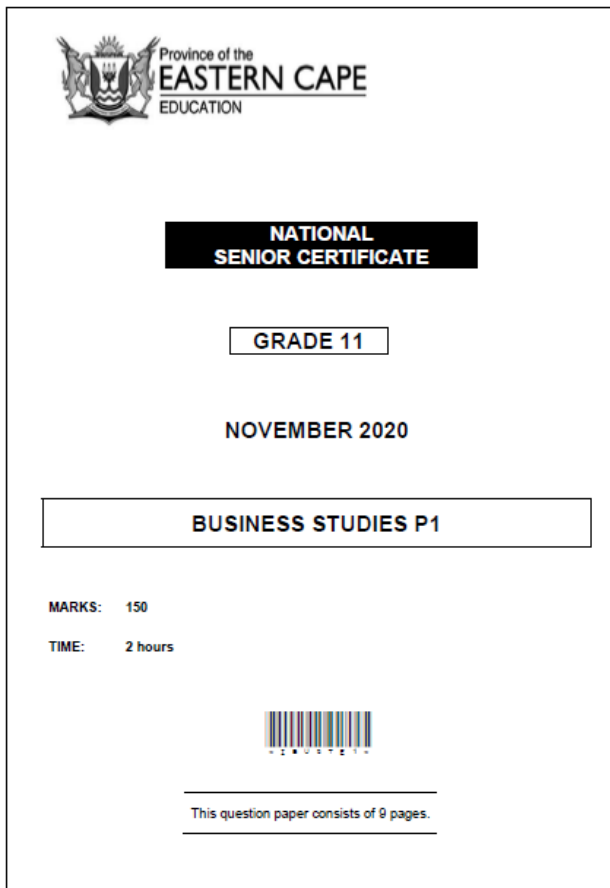 Province of the
EASTERN CAPE
EDUCATION
NATIONAL
SENIOR CERTIFICATE
GRADE 11
NOVEMBER 2020
BUSINESS STUDIES P1
MARKS: 150
TIME: 2 hours
This question paper consists of 9 pages.